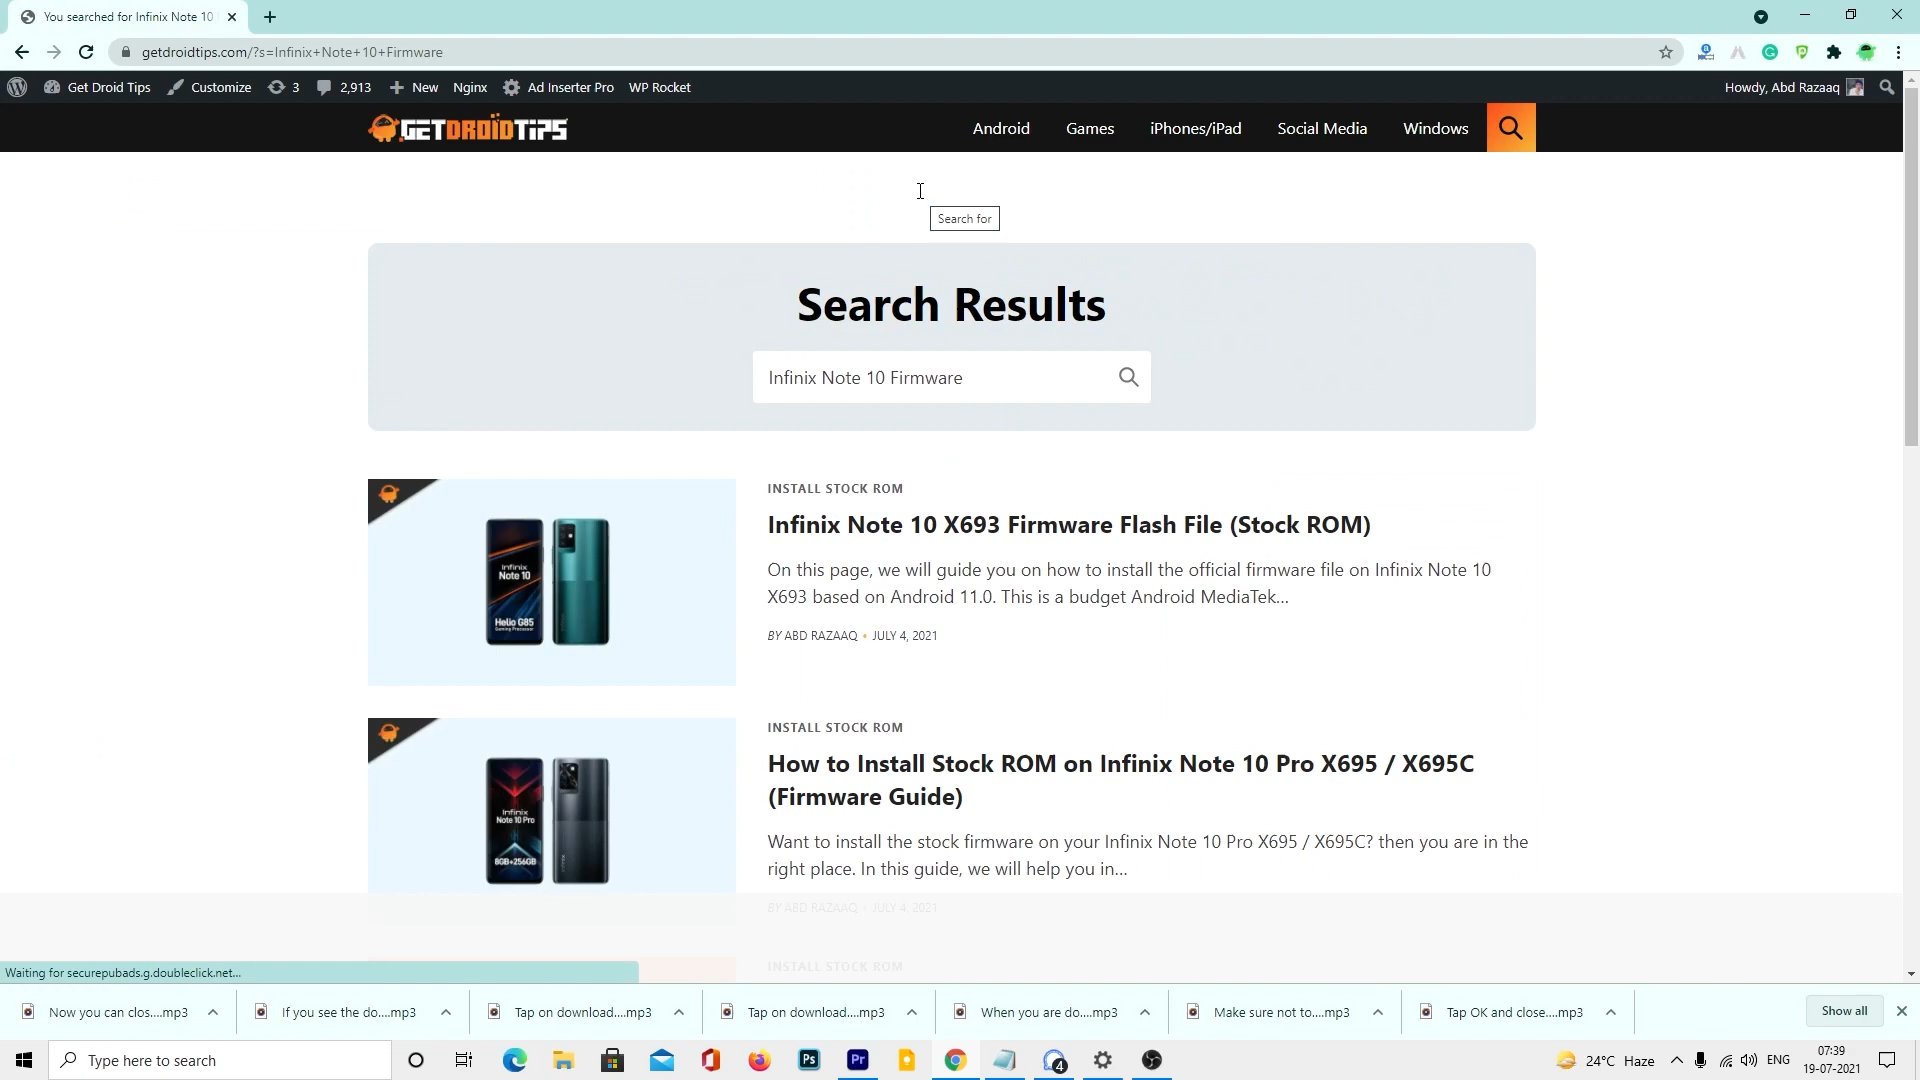 You searched for Infinix Note 10
getdroidtips.com/?s=Infinix+Note+10+Firmware
Get Droid Tips
Customize
3
2,913
New
Nginx
Ad Inserter Pro
WP Rocket
Howdy, Abd Razaaq
GETDROIDTIPS
Android
Games
iPhones/iPad
Social Media
Windows
Search for
Search Results
Infinix Note 10 Firmware
INSTALL STOCK ROM
Infinix Note 10 X693 Firmware Flash File (Stock ROM)
On this page, we will guide you on how to install the official firmware file on Infinix Note 10
X693 based on Android 11.0. This is a budget Android MediaTek...
BY ABD RAZAAQ • JULY 4, 2021
Infinix
Note 10
Helio G85
Gaming Processor
INSTALL STOCK ROM
How to Install Stock ROM on Infinix Note 10 Pro X695 / X695C
(Firmware Guide)
Want to install the stock firmware on your Infinix Note 10 Pro X695 / X695C? then you are in the
right place. In this guide, we will help you in...
BY ABD RAZAAQ • JULY 4, 2021
Infinix
Note 10 Pro
8GB+256GB
INSTALL STOCK ROM
Waiting for securepubads.g.doubleclick.net...
Now you can clos....mp3
If you see the do....mp3
Tap on download....mp3
Tap on download....mp3
When you are do....mp3
Make sure not to....mp3
Tap OK and close....mp3
Show all
Type here to search
Ps
Pr
4
24°C Haze
ENG
07:39
19-07-2021